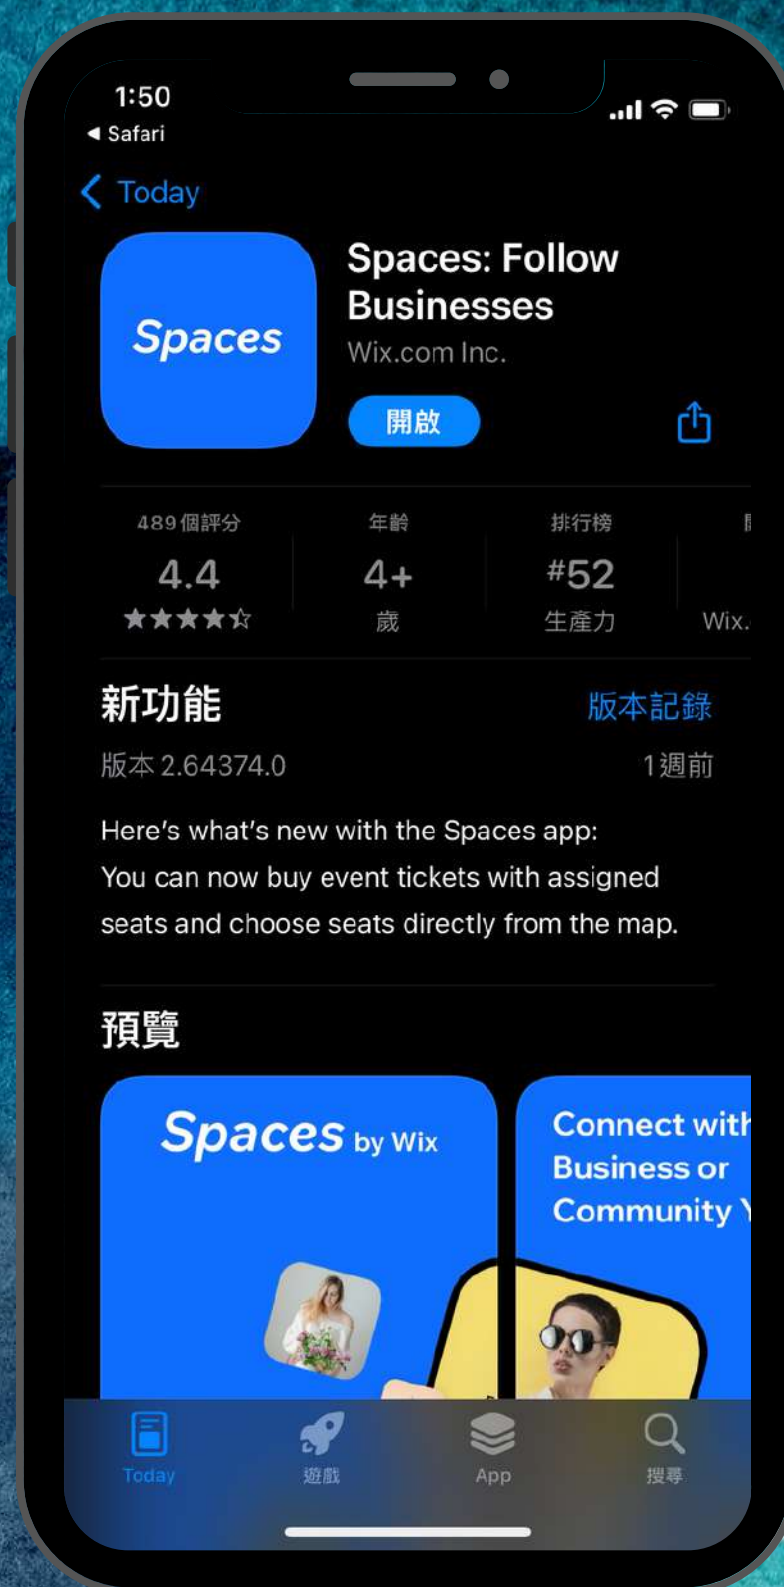 1:50
◀ Safari
Today
Spaces
Spaces: Follow
Businesses
Wix.com Inc.
開啟
489 個評分
4.4
年齡
4+
歲
排行榜
#52
生產力
Wix.
新功能
版本記錄
版本 2.64374.0
1 週前
Here's what's new with the Spaces app:
You can now buy event tickets with assigned
seats and choose seats directly from the map.
預覽
Spaces by Wix
Connect with
Business or
Community
Today
遊戲
App
搜尋